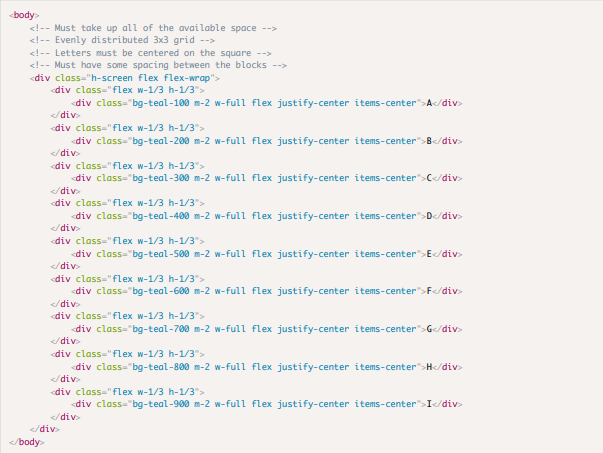 <body>
<!-- Must take up all of the available space -->
<!-- Evenly distributed 3x3 grid -->
<!-- Letters must be centered on the square -->
<!-- Must have some spacing between the blocks -->
<div class="h-screen flex flex-wrap">
<div class="flex w-1/3 h-1/3">
<div class="bg-teal-100 m-2 w-full flex justify-center items-center">A</div>
</div>
<div class="flex w-1/3 h-1/3">
<div class="bg-teal-200 m-2 w-full flex justify-center items-center">B</div>
</div>
<div class="flex w-1/3 h-1/3">
<div class="bg-teal-300 m-2 w-full flex justify-center items-center">C</div>
</div>
<div class="flex w-1/3 h-1/3">
<div class="bg-teal-400 m-2 w-full flex justify-center items-center">D</div>
</div>
<div class="flex w-1/3 h-1/3">
<div class="bg-teal-500 m-2 w-full flex justify-center items-center">E</div>
</div>
<div class="flex w-1/3 h-1/3">
<div class="bg-teal-600 m-2 w-full flex justify-center items-center">F</div>
</div>
<div class="flex w-1/3 h-1/3">
<div class="bg-teal-700 m-2 w-full flex justify-center items-center">G</div>
</div>
<div class="flex w-1/3 h-1/3">
<div class="bg-teal-800 m-2 w-full flex justify-center items-center">H</div>
</div>
<div class="flex w-1/3 h-1/3">
<div class="bg-teal-900 m-2 w-full flex justify-center items-center">I</div>
</div>
</div>
</body>